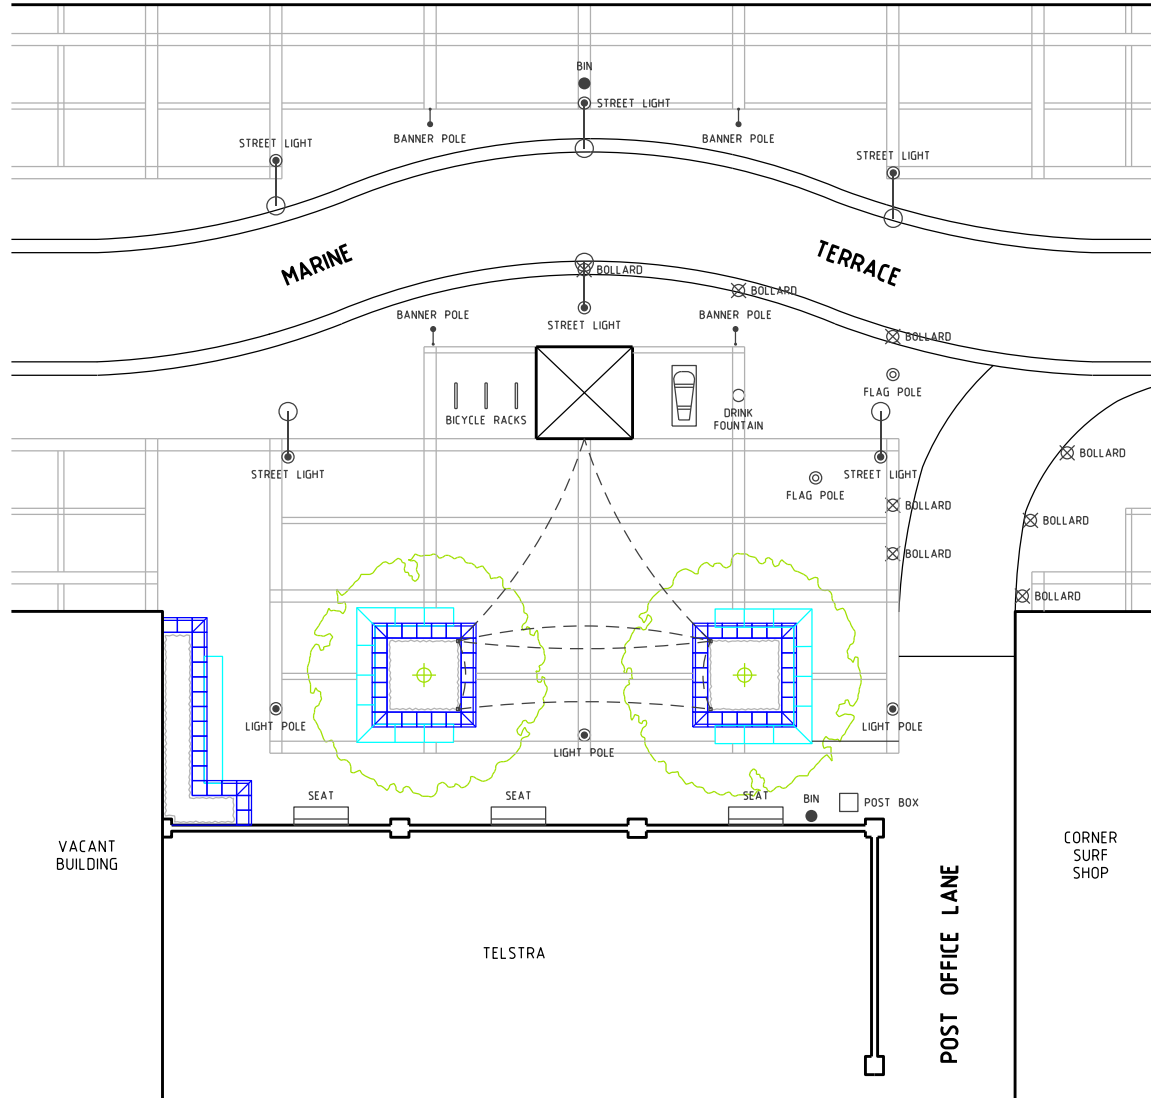 BIN
STREET LIGHT
BANNER POLE
BANNER POLE
STREET LIGHT
STREET LIGHT
MARINE
TERRACE
BOLLARD
BOLLARD
BANNER POLE
STREET LIGHT
BANNER POLE
BOLLARD
FLAG POLE
BICYCLE RACKS
DRINK
FOUNTAIN
STREET LIGHT
STREET LIGHT
BOLLARD
FLAG POLE
BOLLARD
BOLLARD
BOLLARD
BOLLARD
LIGHT POLE
LIGHT POLE
LIGHT POLE
SEAT
SEAT
SEAT
BIN
POST BOX
VACANT
BUILDING
CORNER
SURF
SHOP
TELSTRA
POST OFFICE LANE